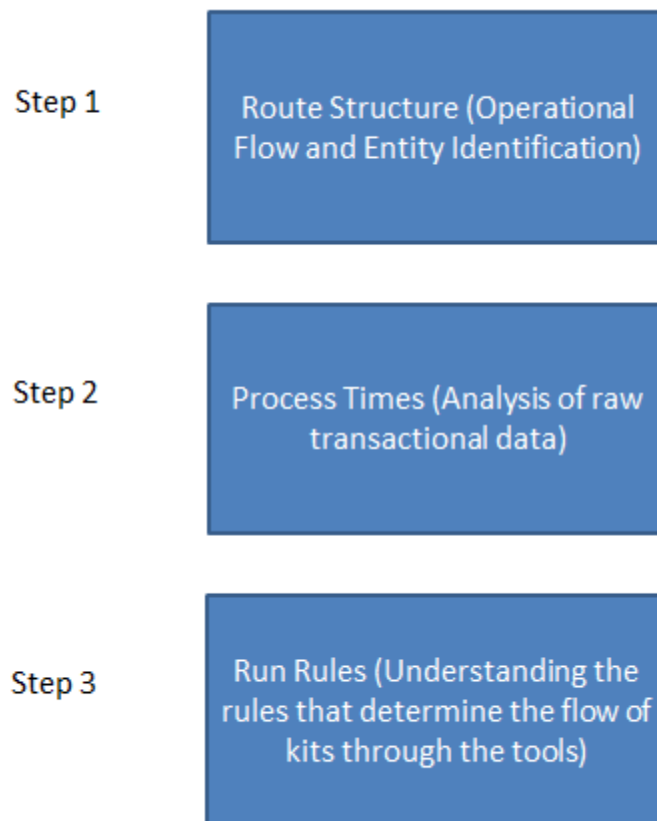 Step 1
Route Structure (Operational
Flow and Entity Identification)
Step 2
Process Times (Analysis of raw
transactional data)
Step 3
Run Rules (Understanding the
rules that determine the flow of
kits through the tools)